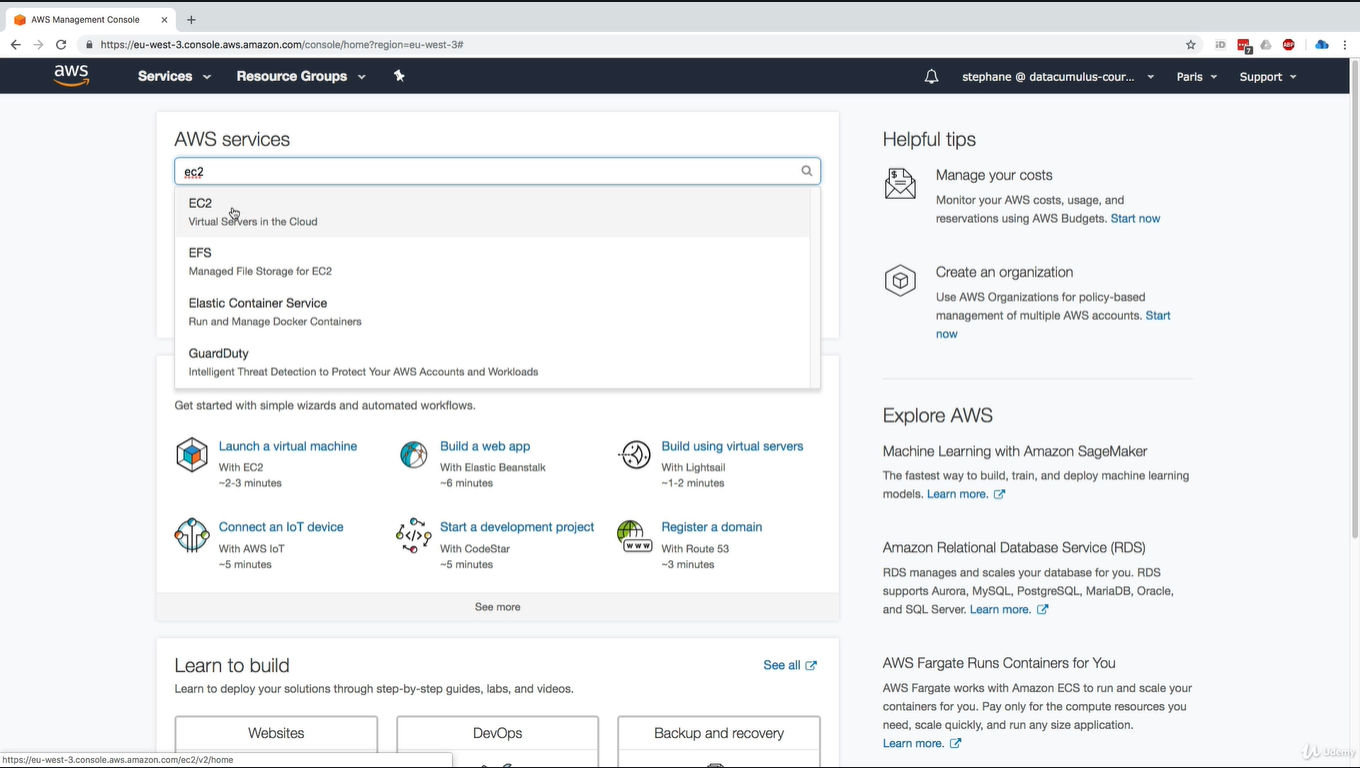 AWS Management Console
https://eu-west-3.console.aws.amazon.com/console/home?region=eu-west-3#
iD
7
ABP
aws
Services
Resource Groups
stephane @ datacumulus-cour...
Paris
Support
AWS services
ec2
EC2
Virtual Servers in the Cloud
EFS
Managed File Storage for EC2
Elastic Container Service
Run and Manage Docker Containers
GuardDuty
Intelligent Threat Detection to Protect Your AWS Accounts and Workloads
Get started with simple wizards and automated workflows.
Launch a virtual machine
With EC2
~2-3 minutes
Build a web app
With Elastic Beanstalk
~6 minutes
Build using virtual servers
With Lightsail
~1-2 minutes
Connect an IoT device
With AWS IoT
~5 minutes
Start a development project
With CodeStar
~5 minutes
www
Register a domain
With Route 53
~3 minutes
See more
Learn to build
See all
Learn to deploy your solutions through step-by-step guides, labs, and videos.
Websites
DevOps
Backup and recovery
Helpful tips
Manage your costs
Monitor your AWS costs, usage, and
reservations using AWS Budgets. Start now
Create an organization
Use AWS Organizations for policy-based
management of multiple AWS accounts. Start
now
Explore AWS
Machine Learning with Amazon SageMaker
The fastest way to build, train, and deploy machine learning
models. Learn more.
Amazon Relational Database Service (RDS)
RDS manages and scales your database for you. RDS
supports Aurora, MySQL, PostgreSQL, MariaDB, Oracle,
and SQL Server. Learn more.
AWS Fargate Runs Containers for You
AWS Fargate works with Amazon ECS to run and scale your
containers for you. Pay only for the compute resources you
need, scale quickly, and run any size application.
Learn more.
https://eu-west-3.console.aws.amazon.com/ec2/v2/home
Udemy